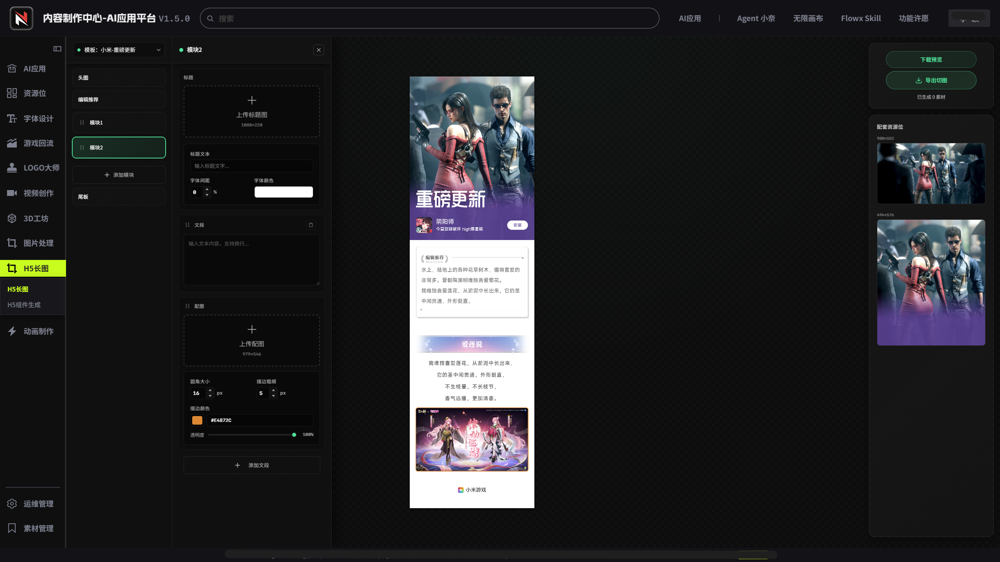 内容制作中心-AI应用平台 V1.5.0
搜索
AI应用
Agent 小奈
无限画布
Flowx Skill
功能许愿
AI应用
资源位
字体设计
游戏回流
LOGO大师
视频创作
3D工坊
图片处理
H5长图
H5长图
H5组件生成
动画制作
运维管理
素材管理
模板：小米-重磅更新
头图
编辑推荐
模块1
模块2
添加模块
尾板
模块2
标题
上传标题图
1080×220
标题文本
输入标题文字...
字体间距
字体颜色
0 %
文段
输入文本内容，支持换行...
配图
上传配图
979×546
圆角大小
描边粗细
16 px
5 px
描边颜色
#E4872C
透明度
100%
添加文段
重磅更新
阴阳师
今夏放肆破坏 high爆暑期
安装
编辑推荐
Editor's Choice
水上，陆地上的各种花草树木，值得喜爱的
非常多。晋朝陶渊明唯独喜爱菊花。
我唯独喜爱莲花，从淤泥中长出来，它的茎
中间贯通，外形挺直。
爱莲说
我唯独喜爱莲花，从淤泥中长出来，
它的茎中间贯通，外形挺直，
不生枝蔓，不长枝节，
香气远播，更加清香。
律动巡游
小米游戏
下载预览
导出切图
已生成 0 素材
配套资源位
980×552
494×576